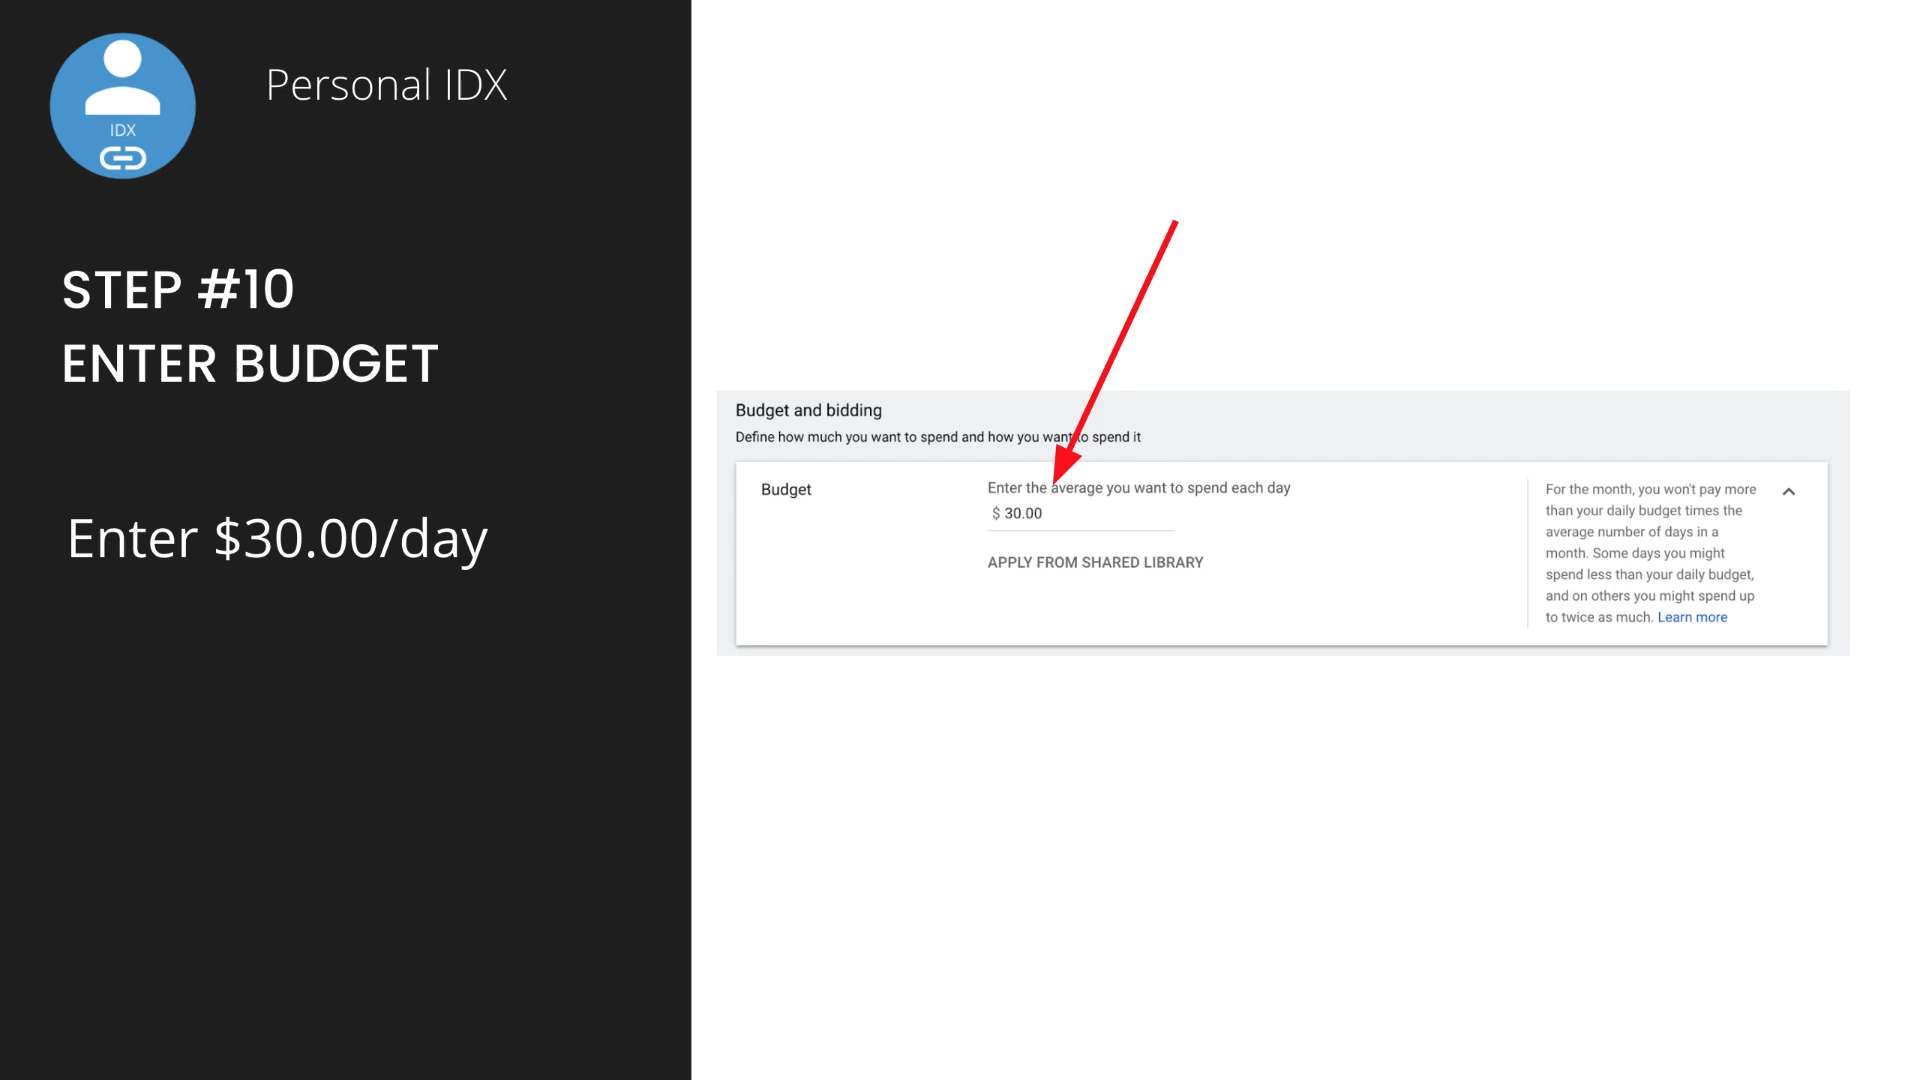 IDX
Personal IDX
STEP #10
ENTER BUDGET
Enter $30.00/day
Budget and bidding
Define how much you want to spend and how you want to spend it
Budget
Enter the average you want to spend each day
$ 30.00
APPLY FROM SHARED LIBRARY
For the month, you won't pay more
than your daily budget times the
average number of days in a
month. Some days you might
spend less than your daily budget,
and on others you might spend up
to twice as much. Learn more